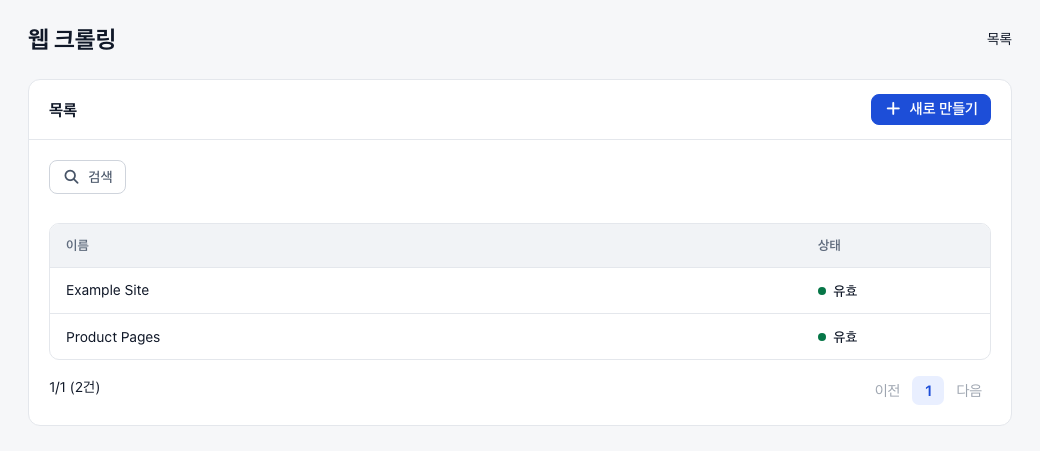 웹 크롤링
목록
목록
새로 만들기
검색
이름 상태
Example Site 유효
Product Pages 유효
1/1 (2건)
이전 1 다음